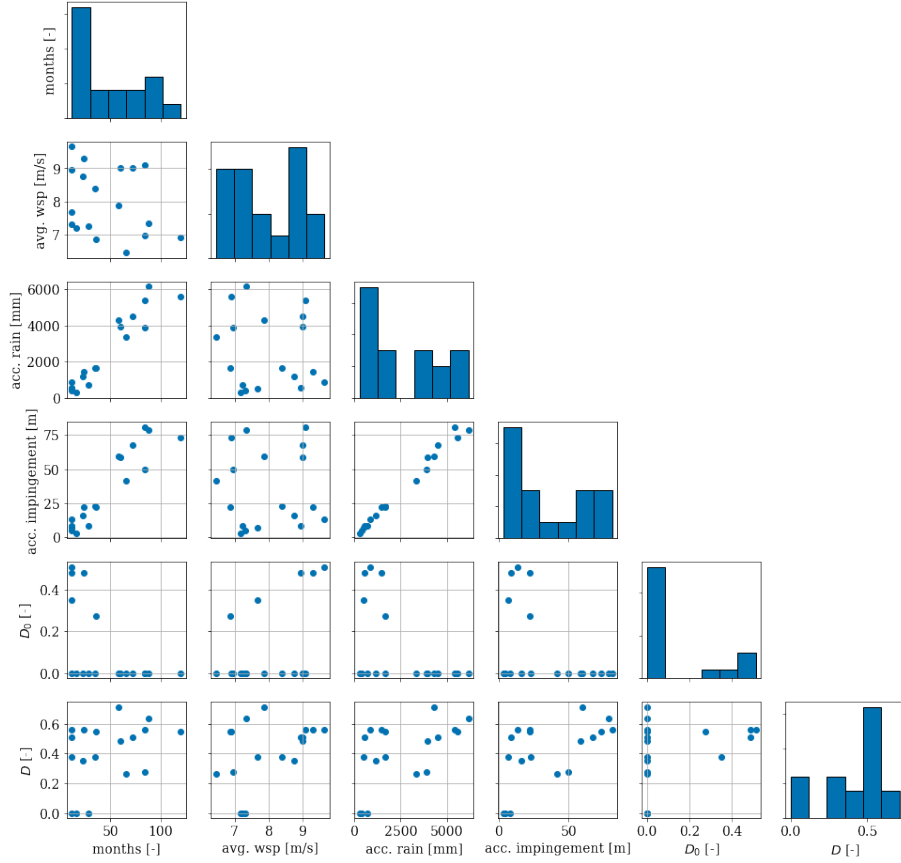 months [-]
avg. wsp [m/s]
9
8
7
acc. rain [mm]
6000
4000
2000
0
acc. impingement [m]
75
50
25
0
D₀ [-]
0.4
0.2
0.0
D [-]
0.6
0.4
0.2
0.0
50 100
7 8 9
0 2500 5000
50
0.0 0.2 0.4
0.0 0.5
months [-]
avg. wsp [m/s]
acc. rain [mm]
acc. impingement [m]
D₀ [-]
D [-]